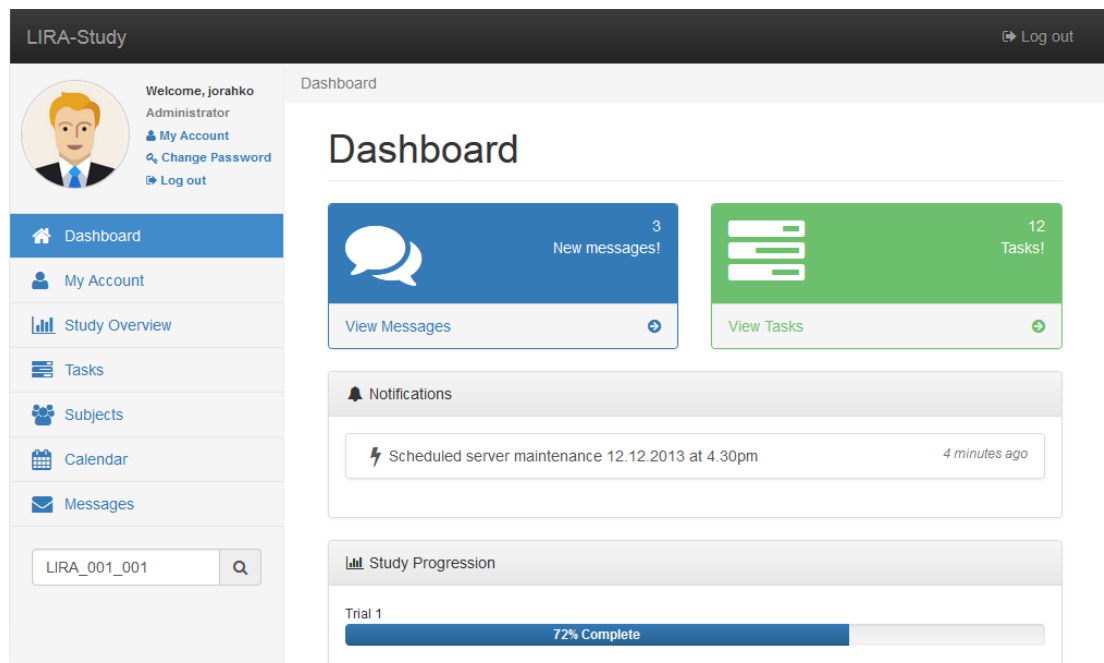 LIRA-Study
Log out
Welcome, jorahko
Administrator
My Account
Change Password
Log out
Dashboard
My Account
Study Overview
Tasks
Subjects
Calendar
Messages
LIRA_001_001
Dashboard
Dashboard
3
New messages!
View Messages
12
Tasks!
View Tasks
Notifications
Scheduled server maintenance 12.12.2013 at 4.30pm
4 minutes ago
Study Progression
Trial 1
72% Complete